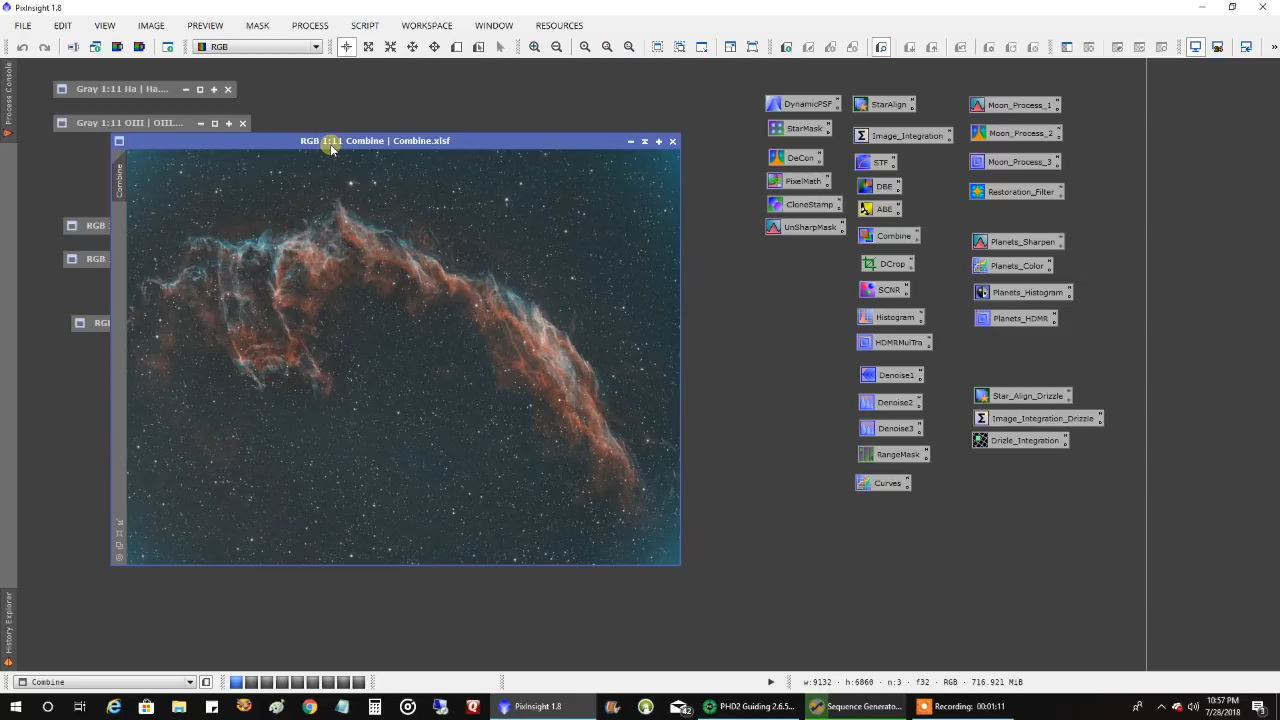 PixInsight 1.8
FILE EDIT VIEW IMAGE PREVIEW MASK PROCESS SCRIPT WORKSPACE WINDOW RESOURCES
RGB
Process Console
Gray 1:11 Ha | Ha....
Gray 1:11 OIII | OIII....
RGB 1:11 Combine | Combine.xisf
Combine
RGB
RGB
RGB
DynamicPSF
StarMask
DeCon
PixelMath
CloneStamp
UnSharpMask
StarAlign
Image_Integration
STF
DBE
ABE
Combine
DCrop
SCNR
Histogram
HDMRMulTra
Denoise1
Denoise2
Denoise3
RangeMask
Curves
Moon_Process_1
Moon_Process_2
Moon_Process_3
Restoration_Filter
Planets_Sharpen
Planets_Color
Planets_Histogram
Planets_HDMR
Star_Align_Drizzle
Image_Integration_Drizzle
Drizle_Integration
History Explorer
Combine
w:9132 · h:6860 · n:3 · f32 · RGB · 716.921 MiB
PixInsight 1.8
42
PHD2 Guiding 2.6.5...
Sequence Generato...
Recording: 00:01:11
10:57 PM
7/28/2018